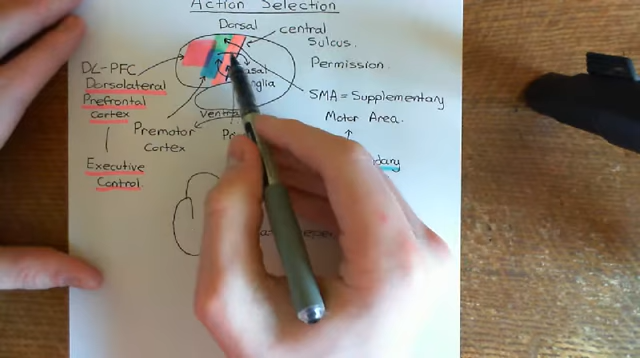 Action Selection
Dorsal
central
Sulcus.
Permission.
DL-PFC
Dorsolateral
Prefrontal
Cortex
SMA = Supplementary
Motor Area.
Premotor
Cortex
Executive
Control.